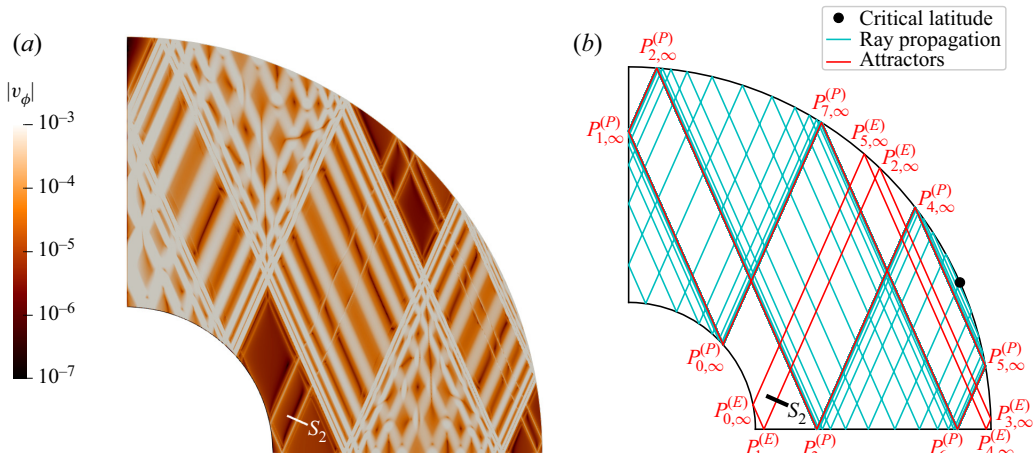 (a)
|v_ϕ|
10^−3
10^−4
10^−5
10^−6
10^−7
S_2
(b)
Critical latitude
Ray propagation
Attractors
P_{2,∞}^{(P)}
P_{1,∞}^{(P)}
P_{7,∞}^{(P)}
P_{5,∞}^{(E)}
P_{2,∞}^{(E)}
P_{4,∞}^{(P)}
P_{0,∞}^{(P)}
P_{5,∞}^{(P)}
P_{0,∞}^{(E)}
S_2
P_{3,∞}^{(E)}
P_{4,∞}^{(E)}